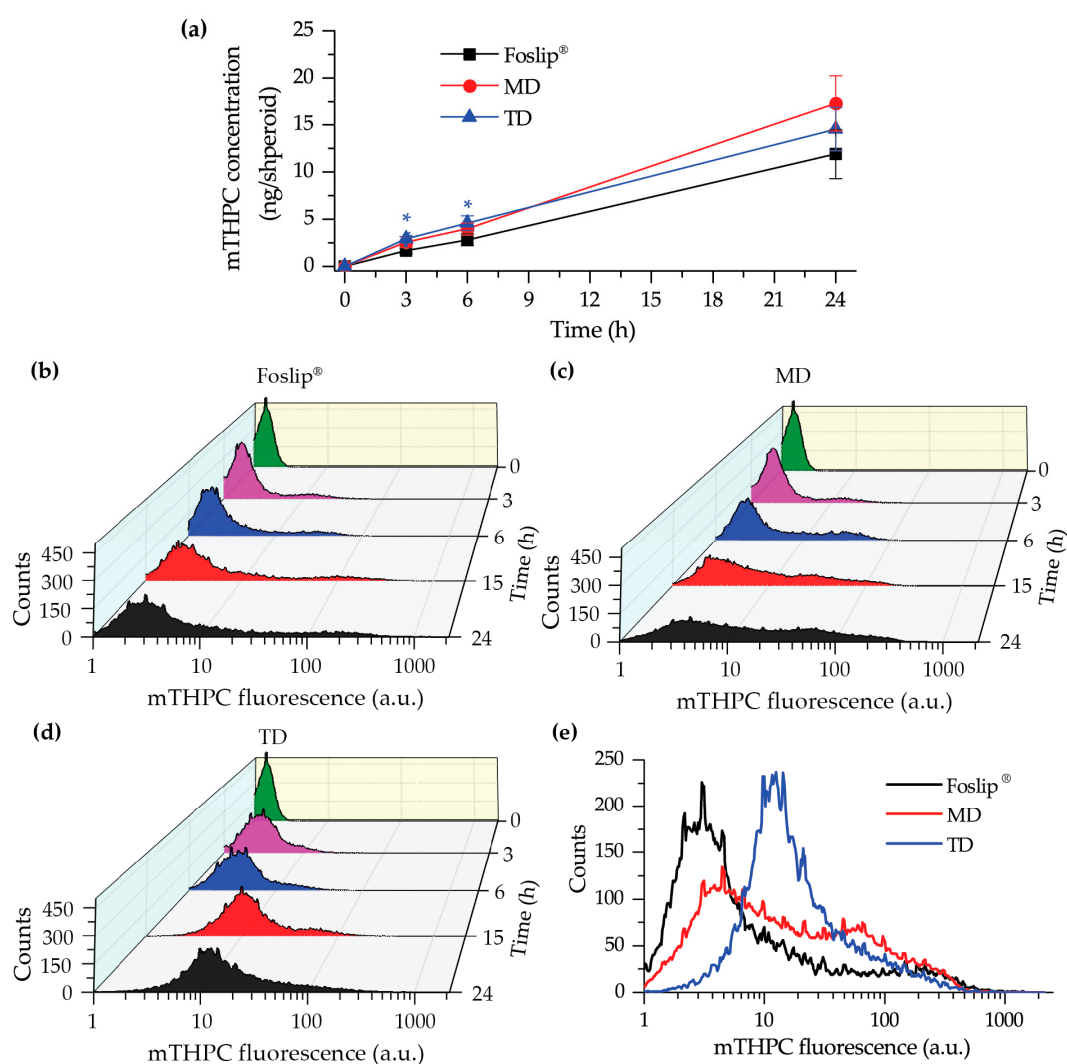 (a)
25
20
15
10
5
0
mTHPC concentration
(ng/shperoid)
Foslip®
MD
TD
* *
0 3 6 9 12 15 18 21 24
Time (h)
(b)
Foslip®
0
3
6
15
24
Time (h)
450
300
150
0
Counts
1 10 100 1000
mTHPC fluorescence (a.u.)
(c)
MD
0
3
6
15
24
Time (h)
450
300
150
0
Counts
1 10 100 1000
mTHPC fluorescence (a.u.)
(d)
TD
0
3
6
15
24
Time (h)
450
300
150
0
Counts
1 10 100 1000
mTHPC fluorescence (a.u.)
(e)
250
200
150
100
50
0
Counts
Foslip®
MD
TD
1 10 100 1000
mTHPC fluorescence (a.u.)